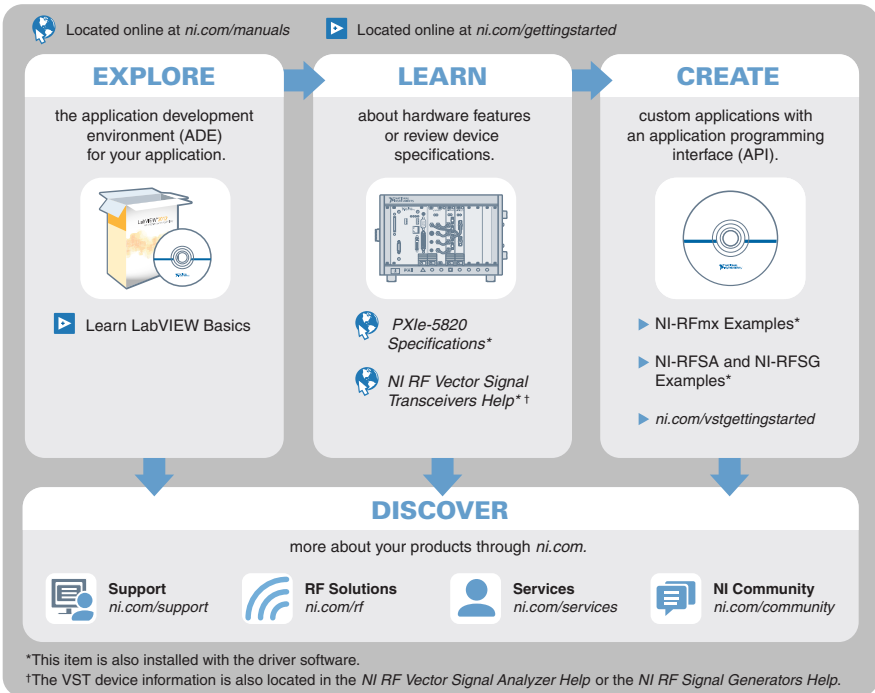 Located online at ni.com/manuals
Located online at ni.com/gettingstarted
EXPLORE
the application development
environment (ADE)
for your application.
LabVIEW
Learn LabVIEW Basics
LEARN
about hardware features
or review device
specifications.
PXIe-5820
Specifications*
NI RF Vector Signal
Transceivers Help* †
CREATE
custom applications with
an application programming
interface (API).
NI-RFmx Examples*
NI-RFSA and NI-RFSG
Examples*
ni.com/vstgettingstarted
DISCOVER
more about your products through ni.com.
Support
ni.com/support
RF Solutions
ni.com/rf
Services
ni.com/services
NI Community
ni.com/community
*This item is also installed with the driver software.
†The VST device information is also located in the NI RF Vector Signal Analyzer Help or the NI RF Signal Generators Help.